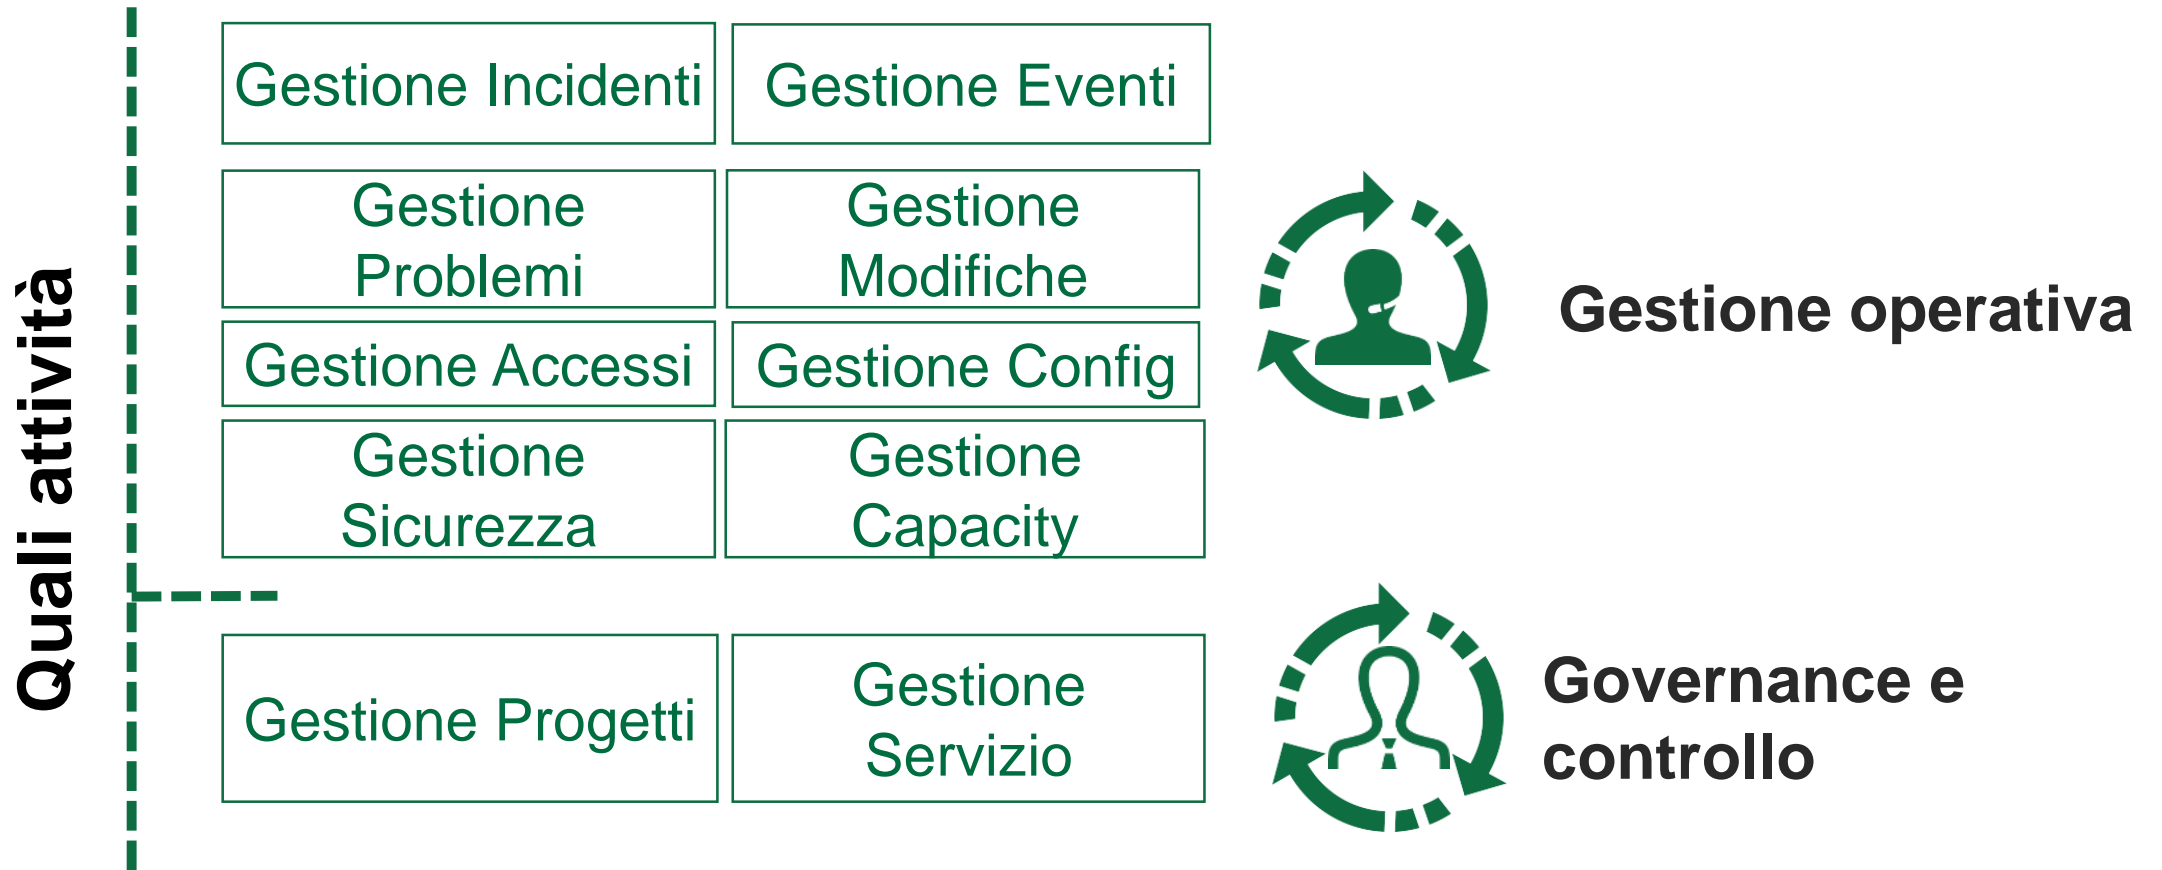 Quali attività
Gestione Incidenti
Gestione Eventi
Gestione
Problemi
Gestione
Modifiche
Gestione Accessi
Gestione Config
Gestione
Sicurezza
Gestione
Capacity
Gestione operativa
Gestione Progetti
Gestione
Servizio
Governance e
controllo